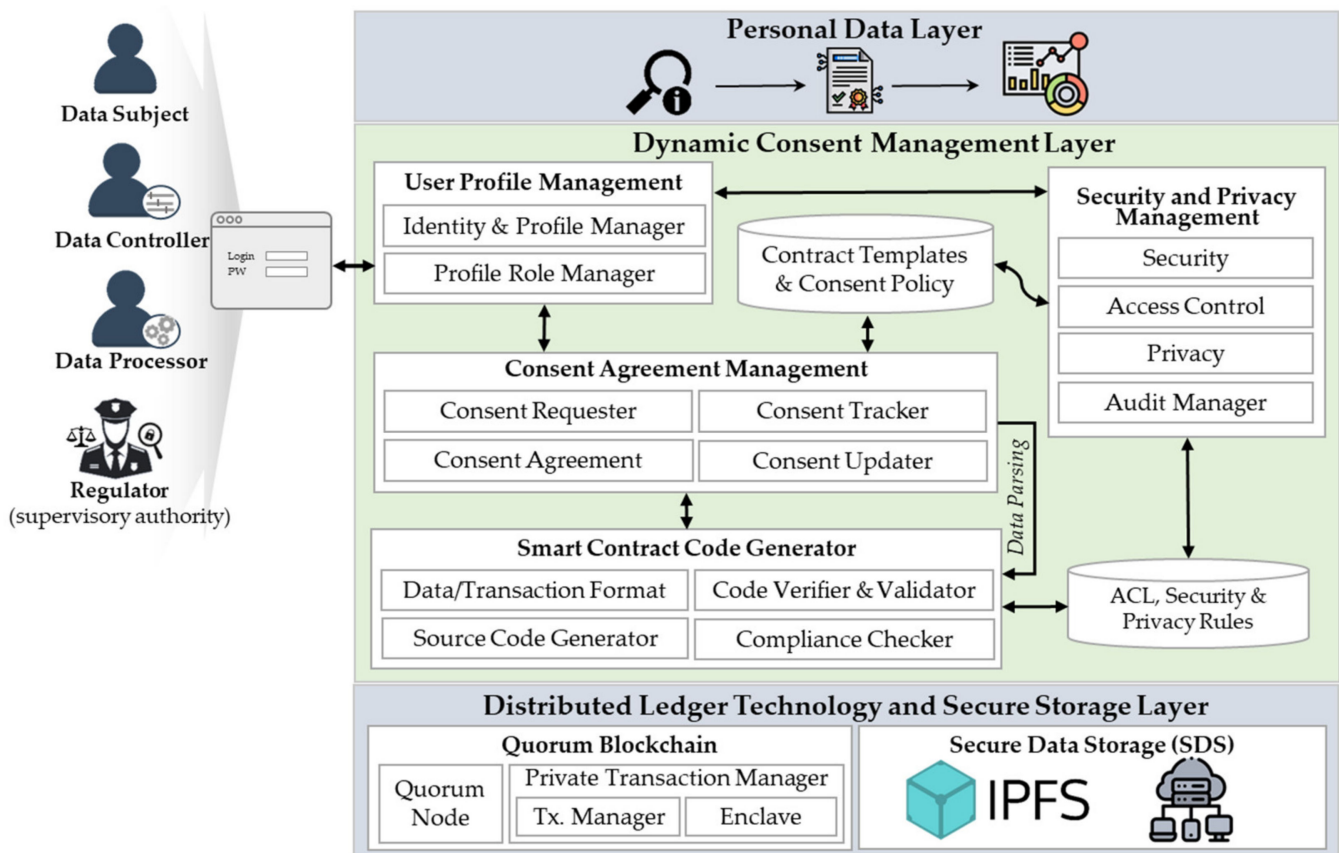 Data Subject
Data Controller
Data Processor
Regulator
(supervisory authority)
Login
PW
Personal Data Layer
i
Dynamic Consent Management Layer
User Profile Management
Identity & Profile Manager
Profile Role Manager
Contract Templates
& Consent Policy
Security and Privacy
Management
Security
Access Control
Privacy
Audit Manager
Consent Agreement Management
Consent Requester
Consent Tracker
Consent Agreement
Consent Updater
Data Parsing
Smart Contract Code Generator
Data/Transaction Format
Code Verifier & Validator
Source Code Generator
Compliance Checker
ACL, Security &
Privacy Rules
Distributed Ledger Technology and Secure Storage Layer
Quorum Blockchain
Quorum
Node
Private Transaction Manager
Tx. Manager
Enclave
Secure Data Storage (SDS)
IPFS